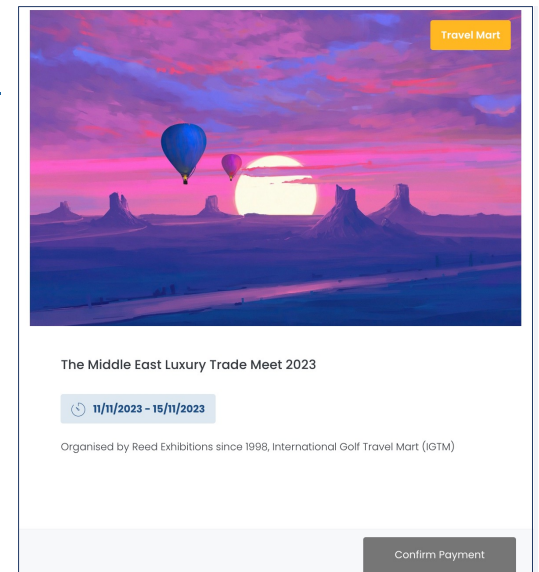 Travel Mart
The Middle East Luxury Trade Meet 2023
11/11/2023 - 15/11/2023
Organised by Reed Exhibitions since 1998, International Golf Travel Mart (IGTM)
Confirm Payment